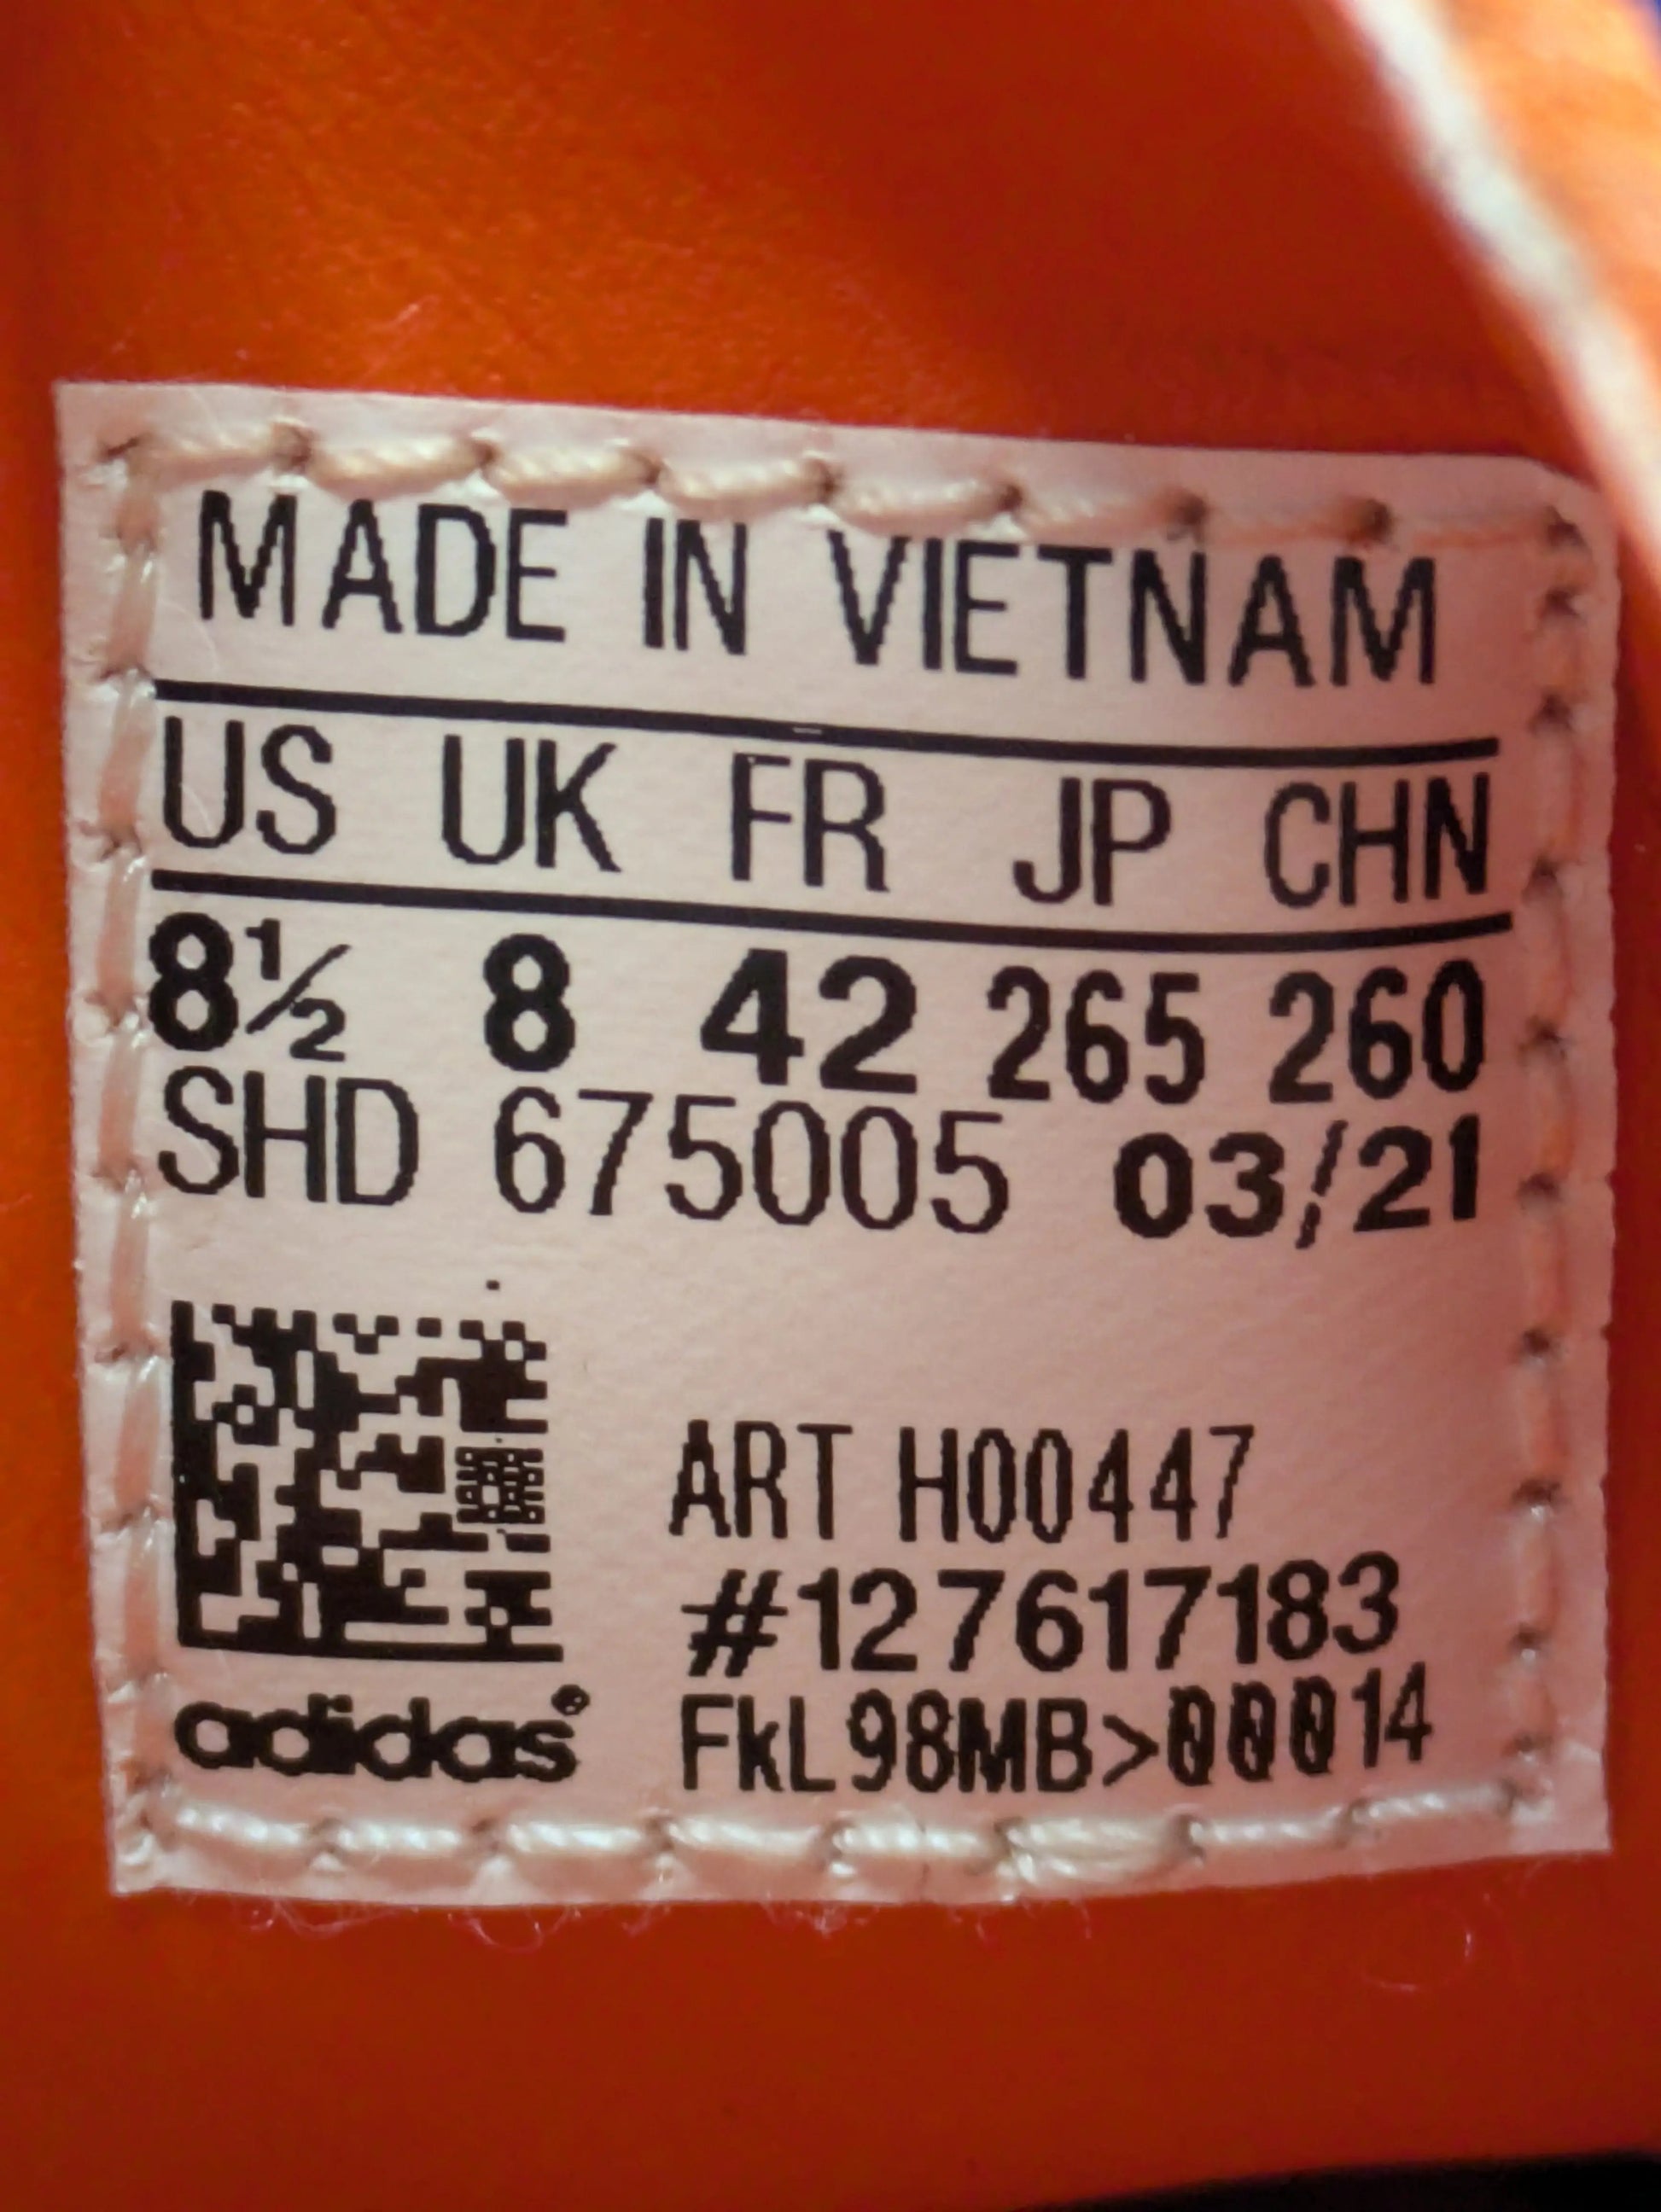 MADE IN VIETNAM
US UK FR JP CHN
8½ 8 42 265 260
SHD 675005 03/21
ART H00447
#127617183
adidas® FkL98MB>00014